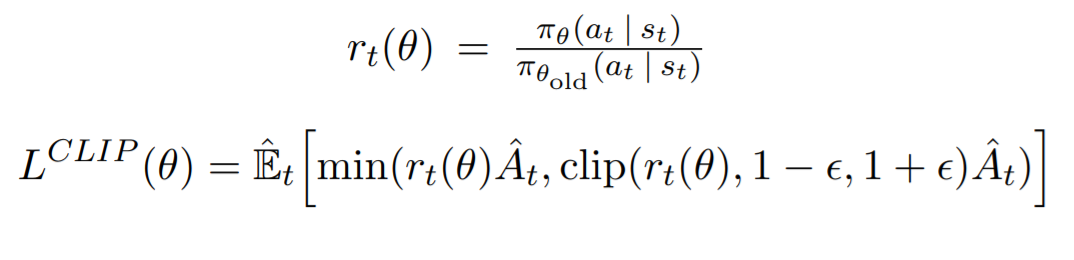 r_t(θ) = π_θ(a_t | s_t) / π_θ_old(a_t | s_t)
L^{CLIP}(θ) = Ê_t[min(r_t(θ)Â_t, clip(r_t(θ), 1 − ϵ, 1 + ϵ)Â_t)]